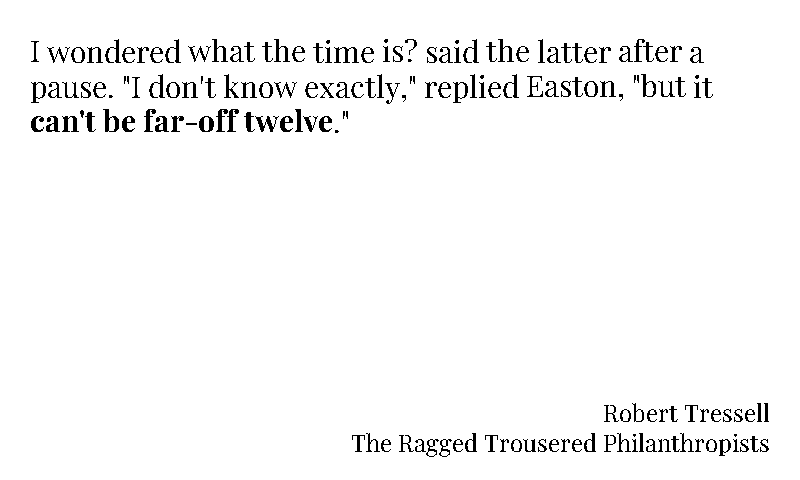 I wondered what the time is? said the latter after a
pause. "I don't know exactly," replied Easton, "but it
can't be far-off twelve."
Robert Tressell
The Ragged Trousered Philanthropists